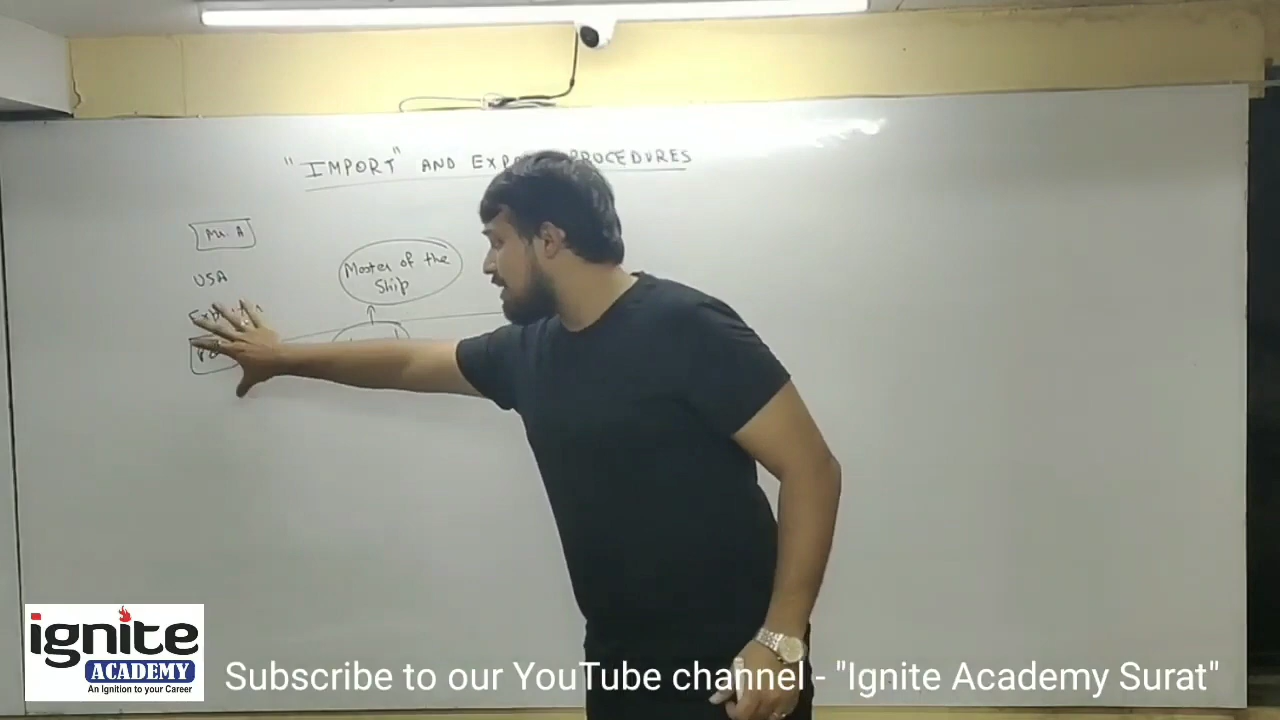 "IMPORT" AND PROCEDURES
Mr. A
USA
Master of the
Ship
ignite
ACADEMY
An Ignition to your Career
Subscribe to our YouTube channel - "Ignite Academy Surat"